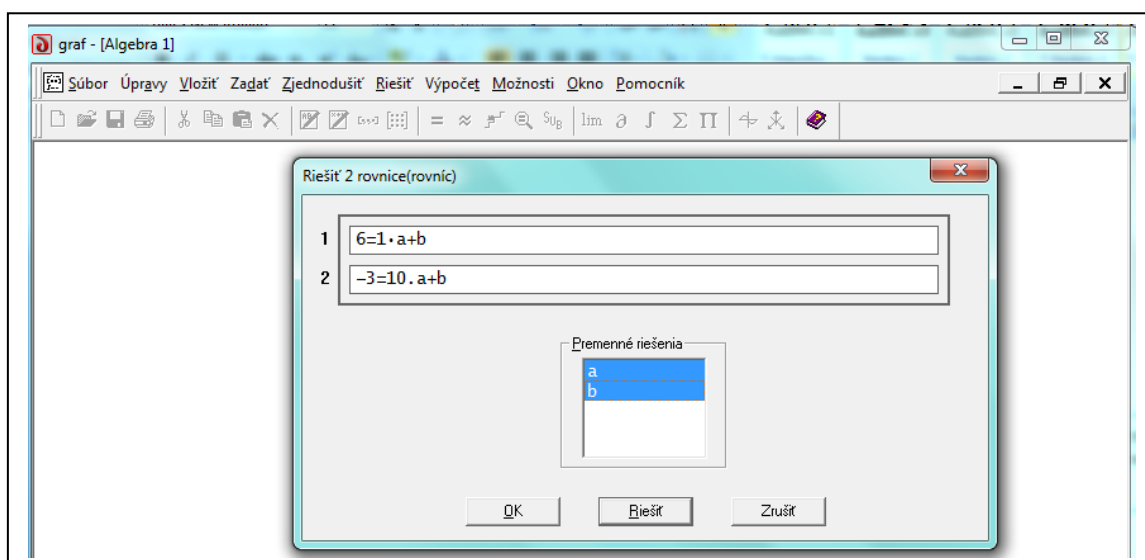 graf - [Algebra 1]
Súbor Úpravy Vložiť Zadať Zjednodušiť Riešiť Výpočet Možnosti Okno Pomocník
= ≈ SUB lim ∂ ∫ Σ Π
Riešiť 2 rovnice(rovníc)
1 6=1·a+b
2 −3=10.a+b
Premenné riešenia
a
b
OK Riešiť Zrušiť